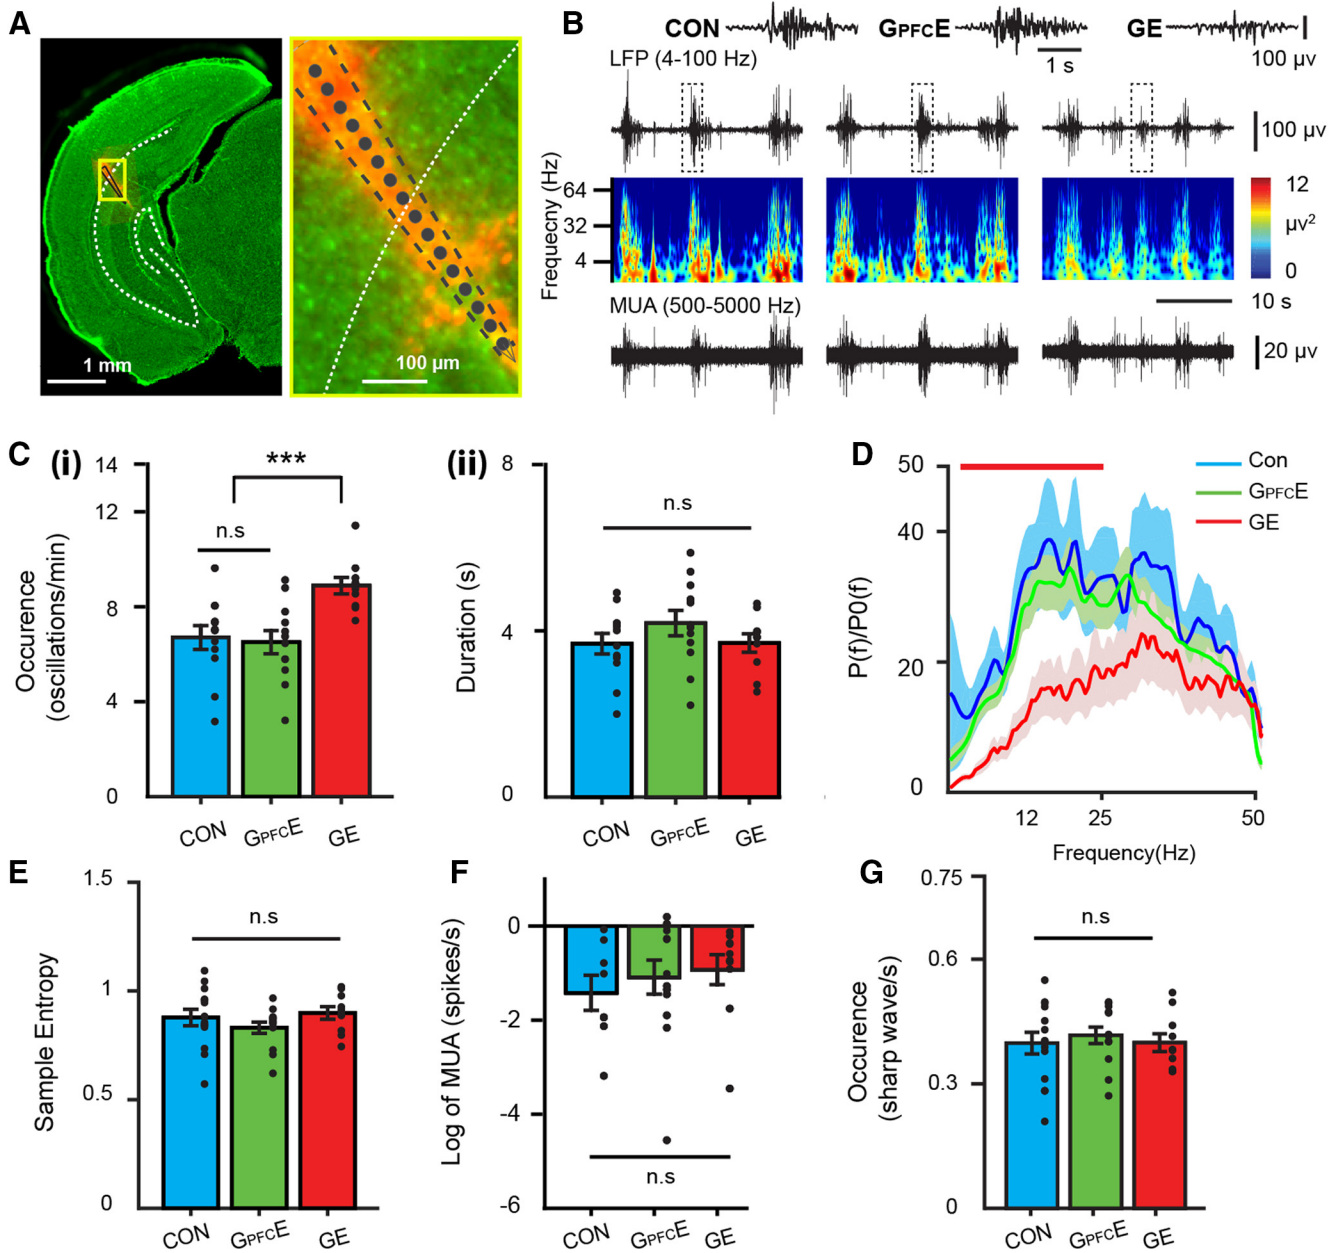 A
B
CON
GPFCE
GE
LFP (4-100 Hz)
1 s
100 μv
100 μv
Frequecny (Hz)
64
32
4
12
μv²
0
MUA (500-5000 Hz)
10 s
20 μv
1 mm
100 μm
C
(i)
14
12
8
4
0
Occurence
(oscillations/min)
***
n.s
CON
GPFCE
GE
(ii)
8
4
0
Duration (s)
n.s
CON
GPFCE
GE
D
50
40
20
0
P(f)/P0(f)
Con
GPFCE
GE
12
25
50
Frequency(Hz)
E
1.5
1
0.5
0
Sample Entropy
n.s
CON
GPFCE
GE
F
0
-2
-4
-6
Log of MUA (spikes/s)
n.s
CON
GPFCE
GE
G
0.75
0.6
0.3
0
Occurence
(sharp wave/s)
n.s
CON
GPFCE
GE